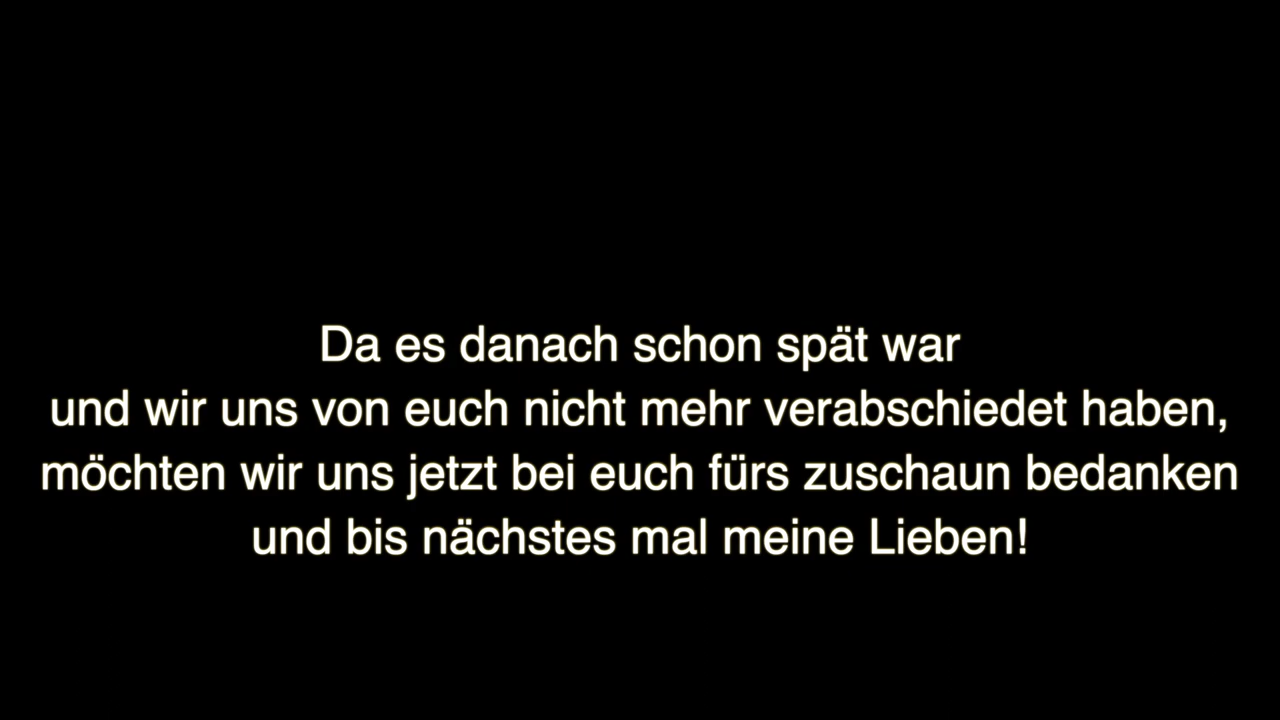 Da es danach schon spät war
und wir uns von euch nicht mehr verabschiedet haben,
möchten wir uns jetzt bei euch fürs zuschaun bedanken
und bis nächstes mal meine Lieben!